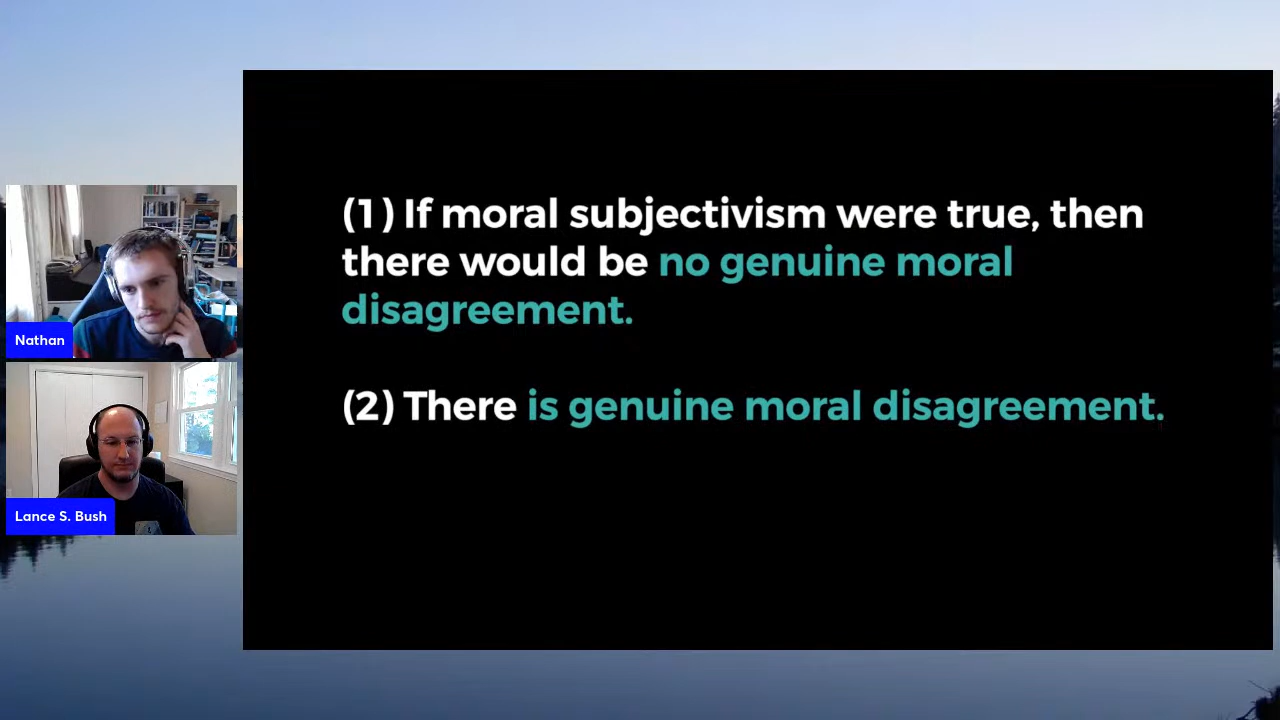 (1) If moral subjectivism were true, then
there would be no genuine moral
disagreement.
(2) There is genuine moral disagreement.
Nathan
Lance S. Bush